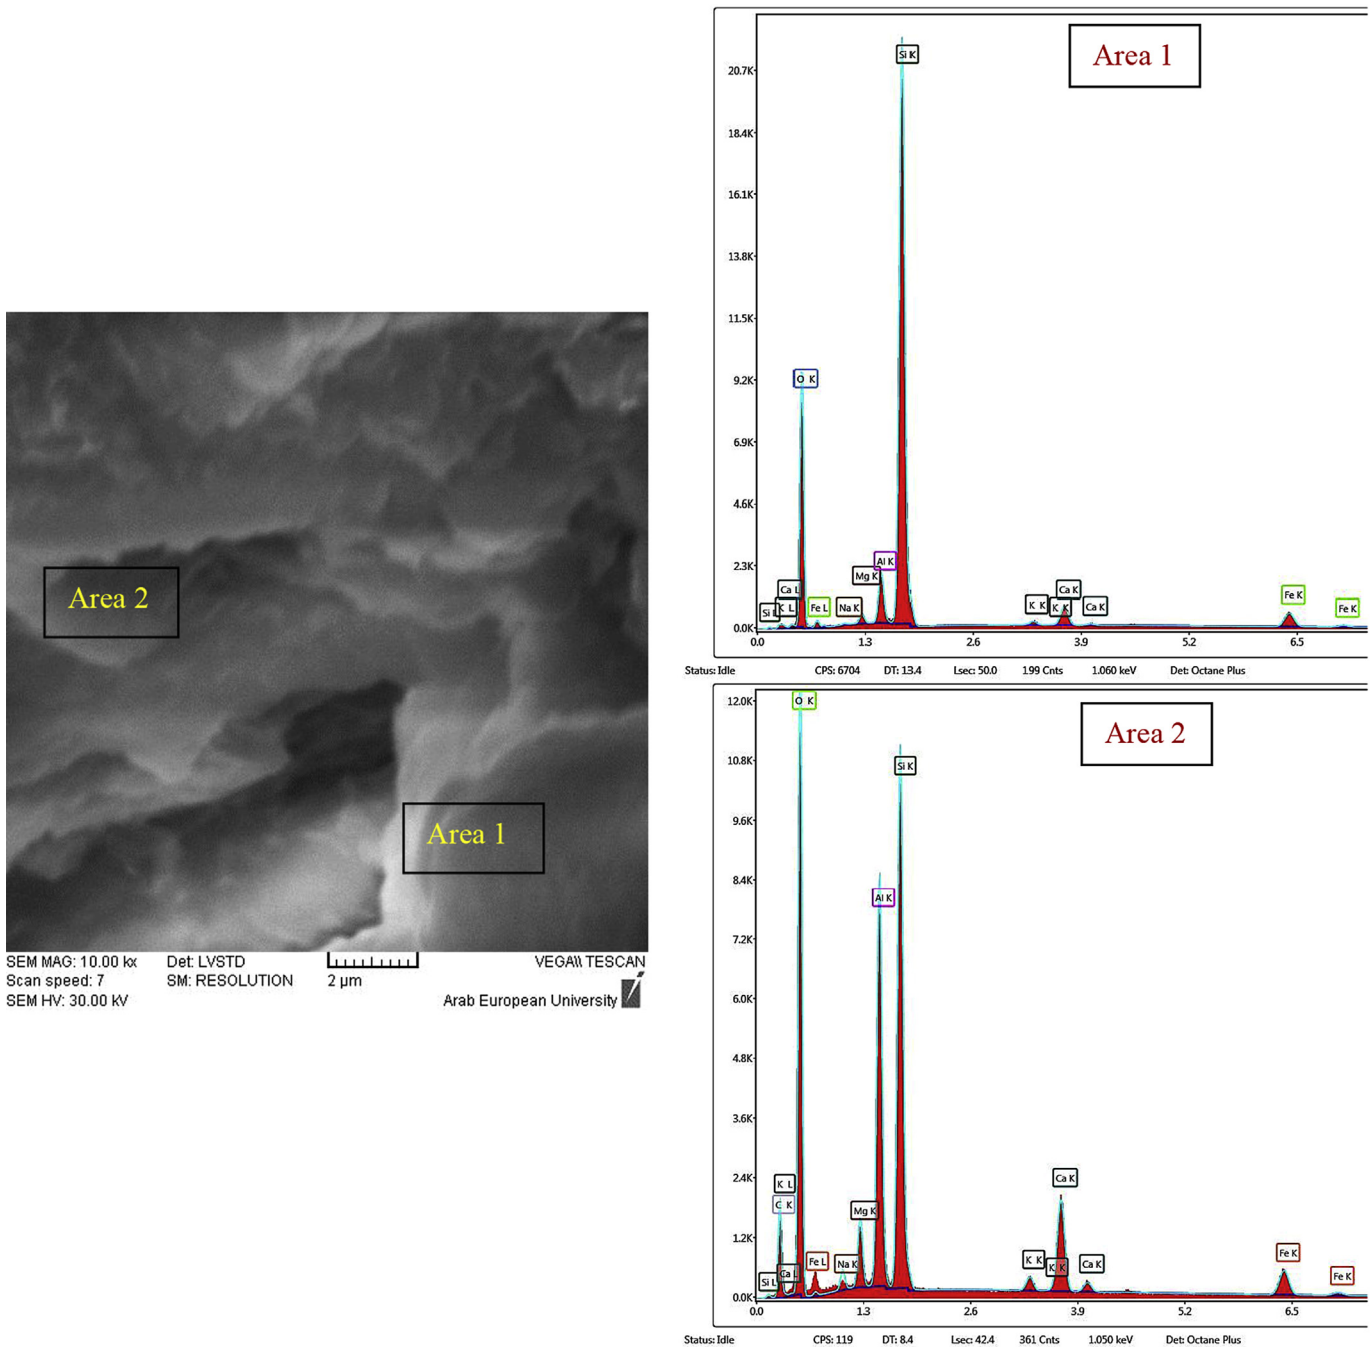 Area 2
Area 1
SEM MAG: 10.00 kx Det: LVSTD VEGA\\ TESCAN
Scan speed: 7 SM: RESOLUTION 2 µm
SEM HV: 30.00 kV Arab European University
Area 1
20.7K
18.4K
16.1K
13.8K
11.5K
9.2K
6.9K
4.6K
2.3K
0.0K
Si K
O K
Al K
Mg K
Ca L
Si L
K L
Fe L
Na K
K K
K K
Ca K
Ca K
Fe K
Fe K
0.0 1.3 2.6 3.9 5.2 6.5
Status: Idle CPS: 6704 DT: 13.4 Lsec: 50.0 199 Cnts 1.060 keV Det: Octane Plus
Area 2
12.0K
10.8K
9.6K
8.4K
7.2K
6.0K
4.8K
3.6K
2.4K
1.2K
0.0K
O K
Si K
Al K
K L
C K
Mg K
Ca K
Si L
Ca L
Fe L
Na K
K K
K K
Ca K
Fe K
Fe K
0.0 1.3 2.6 3.9 5.2 6.5
Status: Idle CPS: 119 DT: 8.4 Lsec: 42.4 361 Cnts 1.050 keV Det: Octane Plus